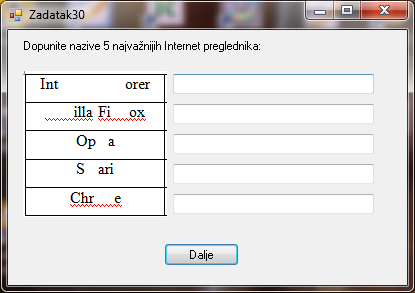 Zadatak30
Dopunite nazive 5 najvažnijih Internet preglednika:
Int orer
illa Fi ox
Op a
S ari
Chr e
Dalje